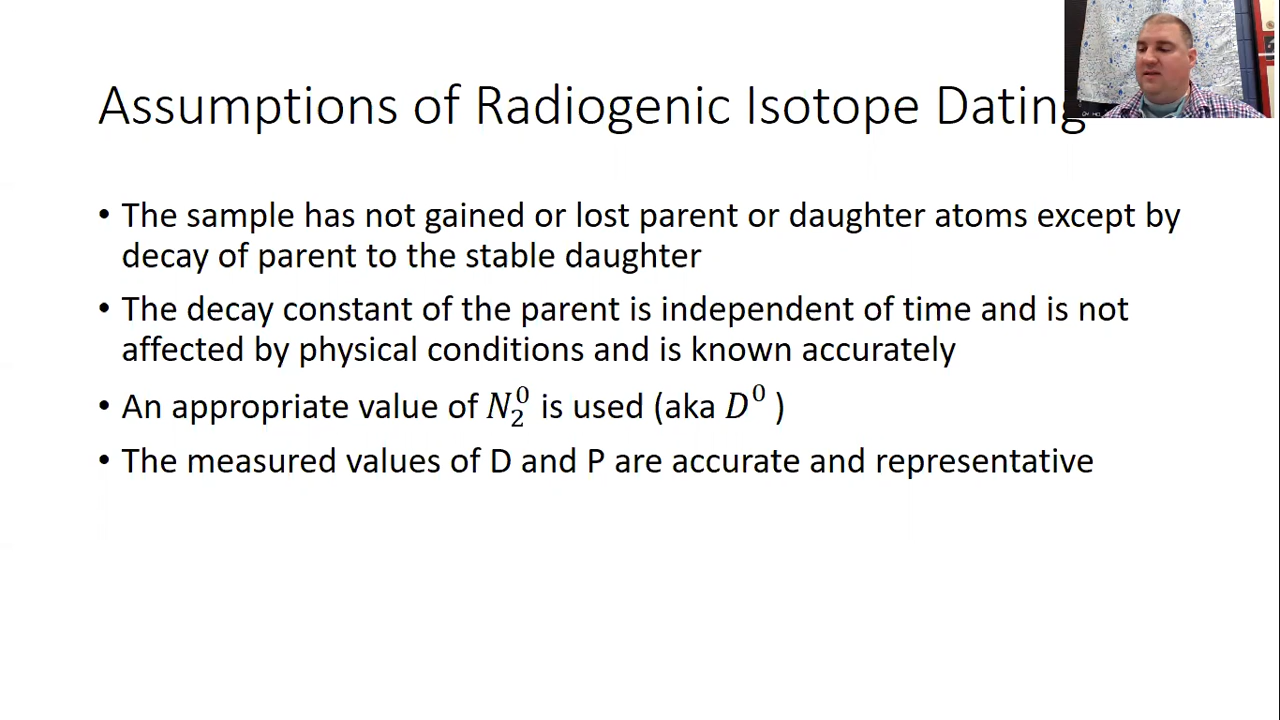 Assumptions of Radiogenic Isotope Dating
• The sample has not gained or lost parent or daughter atoms except by
decay of parent to the stable daughter
• The decay constant of the parent is independent of time and is not
affected by physical conditions and is known accurately
• An appropriate value of $N_2^0$ is used (aka $D^0$ )
• The measured values of D and P are accurate and representative